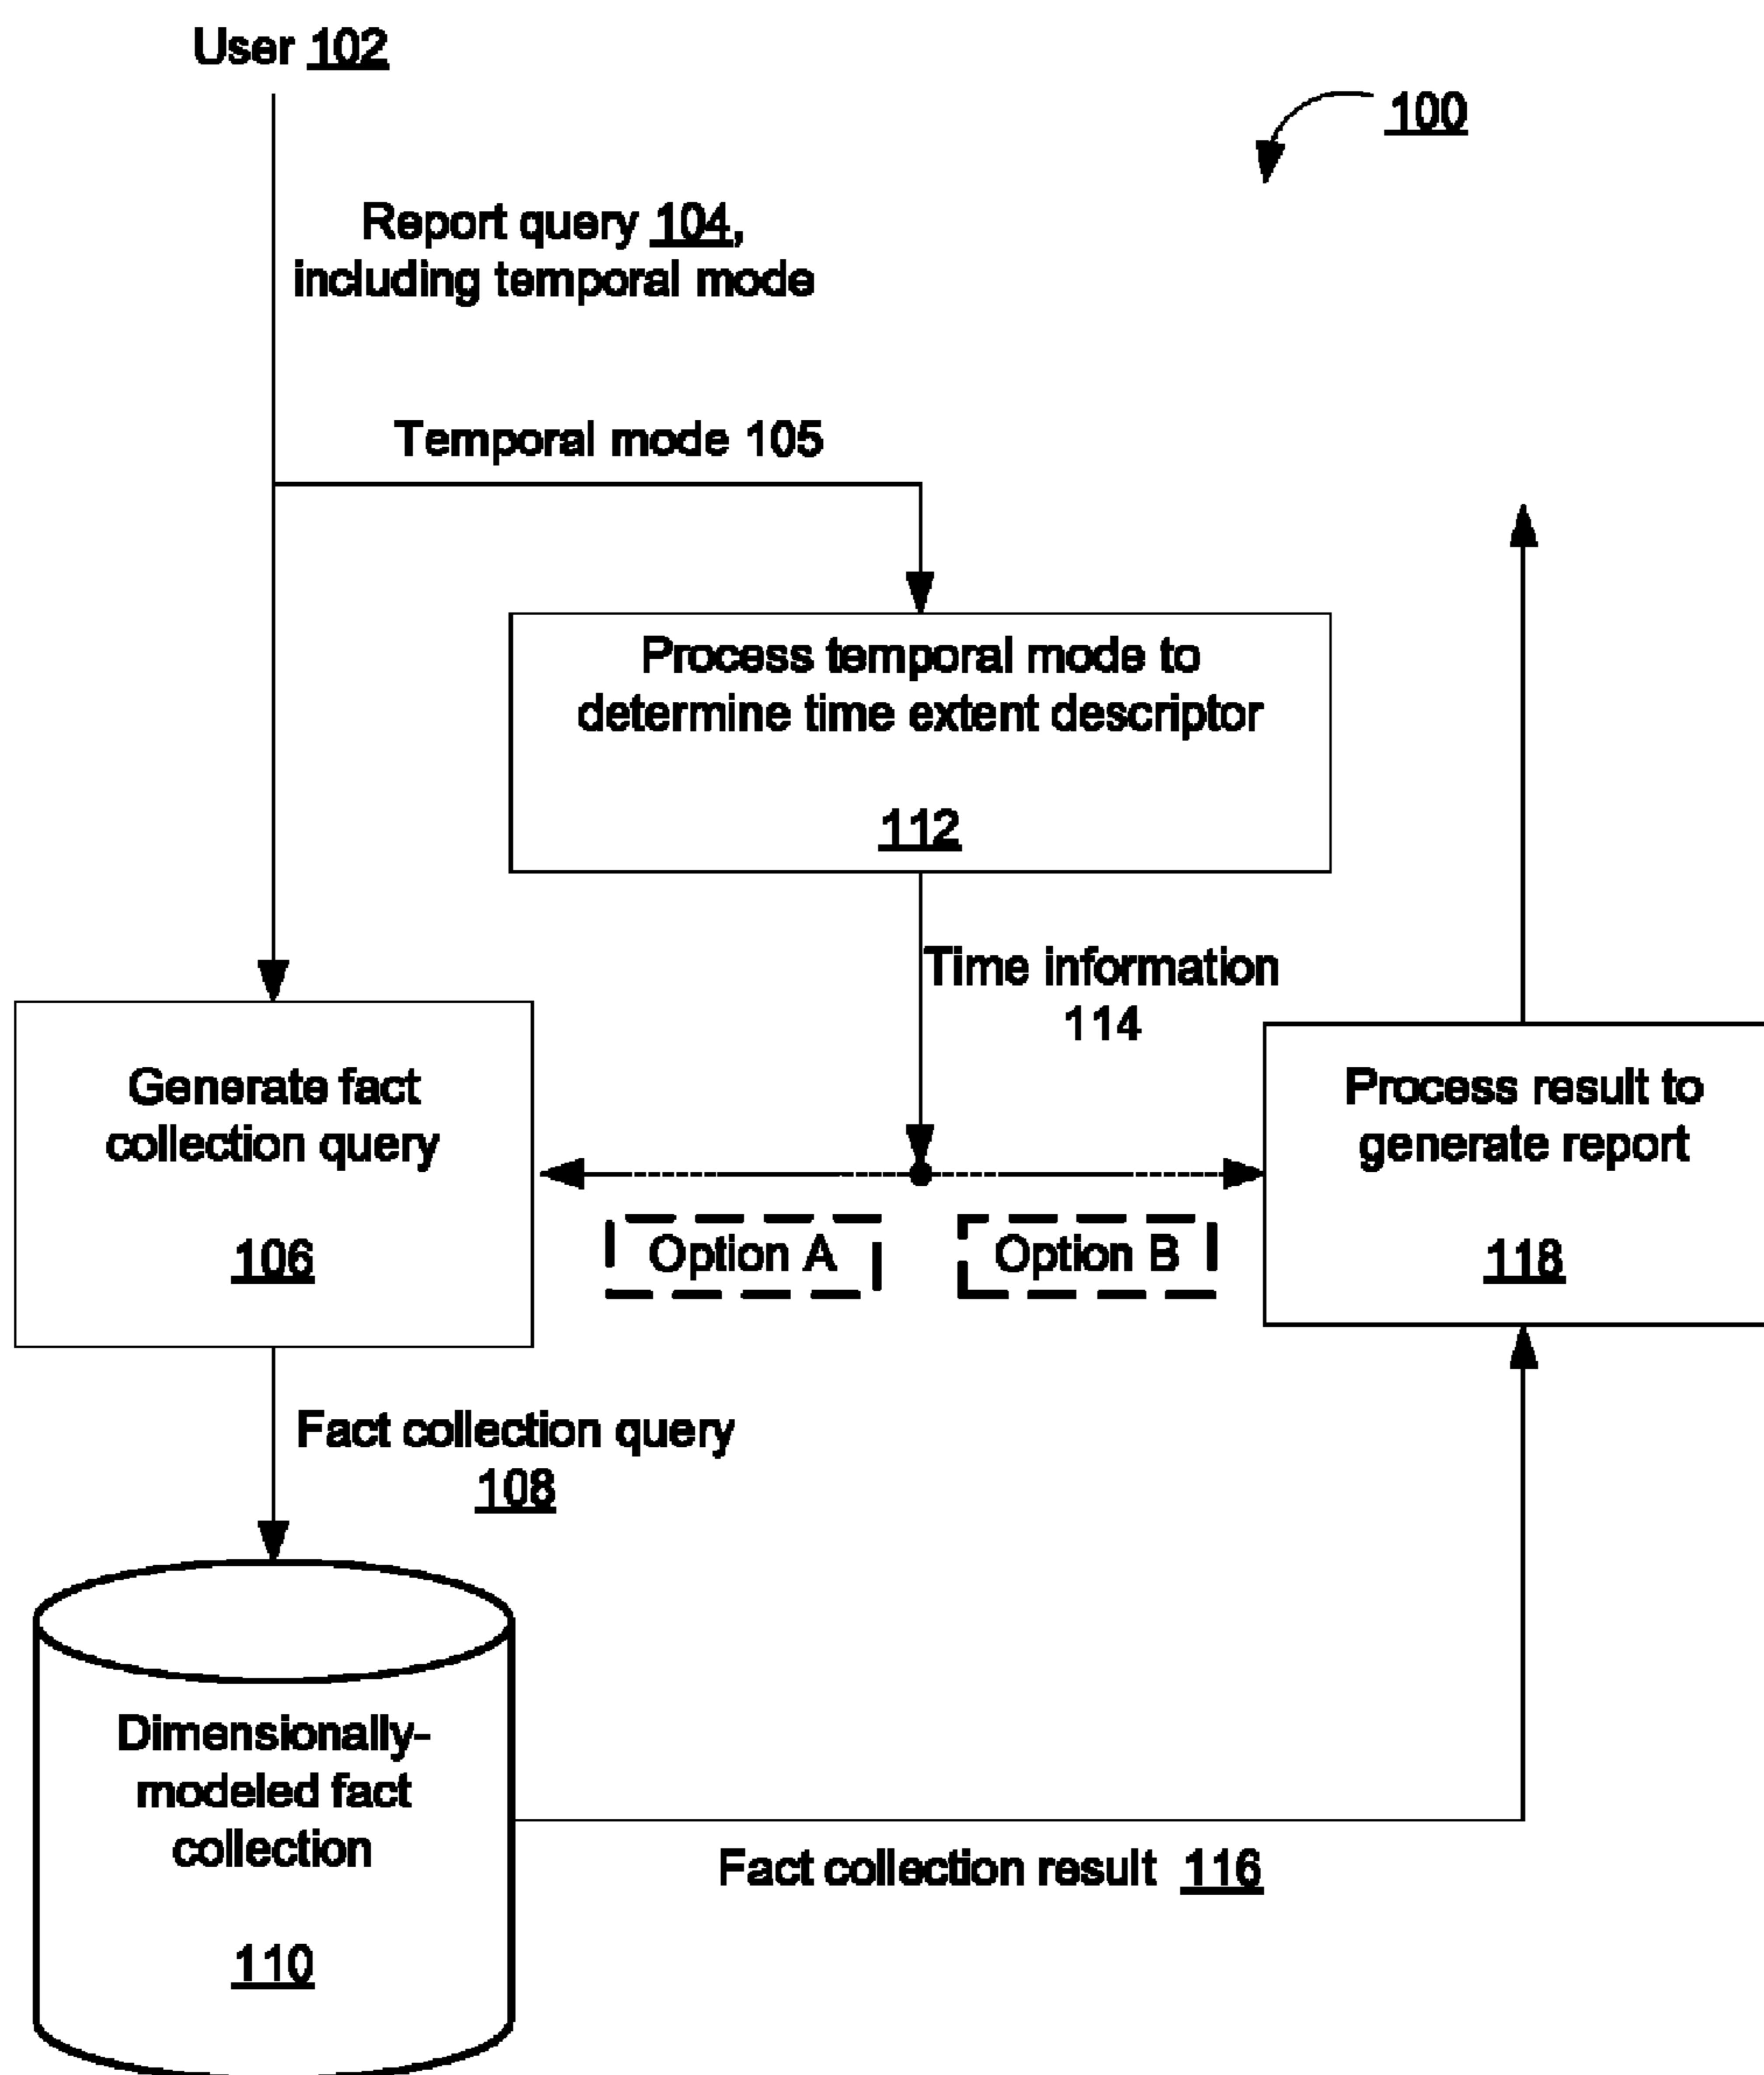 User 102
100
Report query 104,
including temporal mode
Temporal mode 105
Process temporal mode to
determine time extent descriptor
112
Time information
114
Generate fact
collection query
106
Process result to
generate report
118
Option A
Option B
Fact collection query
108
Dimensionally-
modeled fact
collection
110
Fact collection result 116